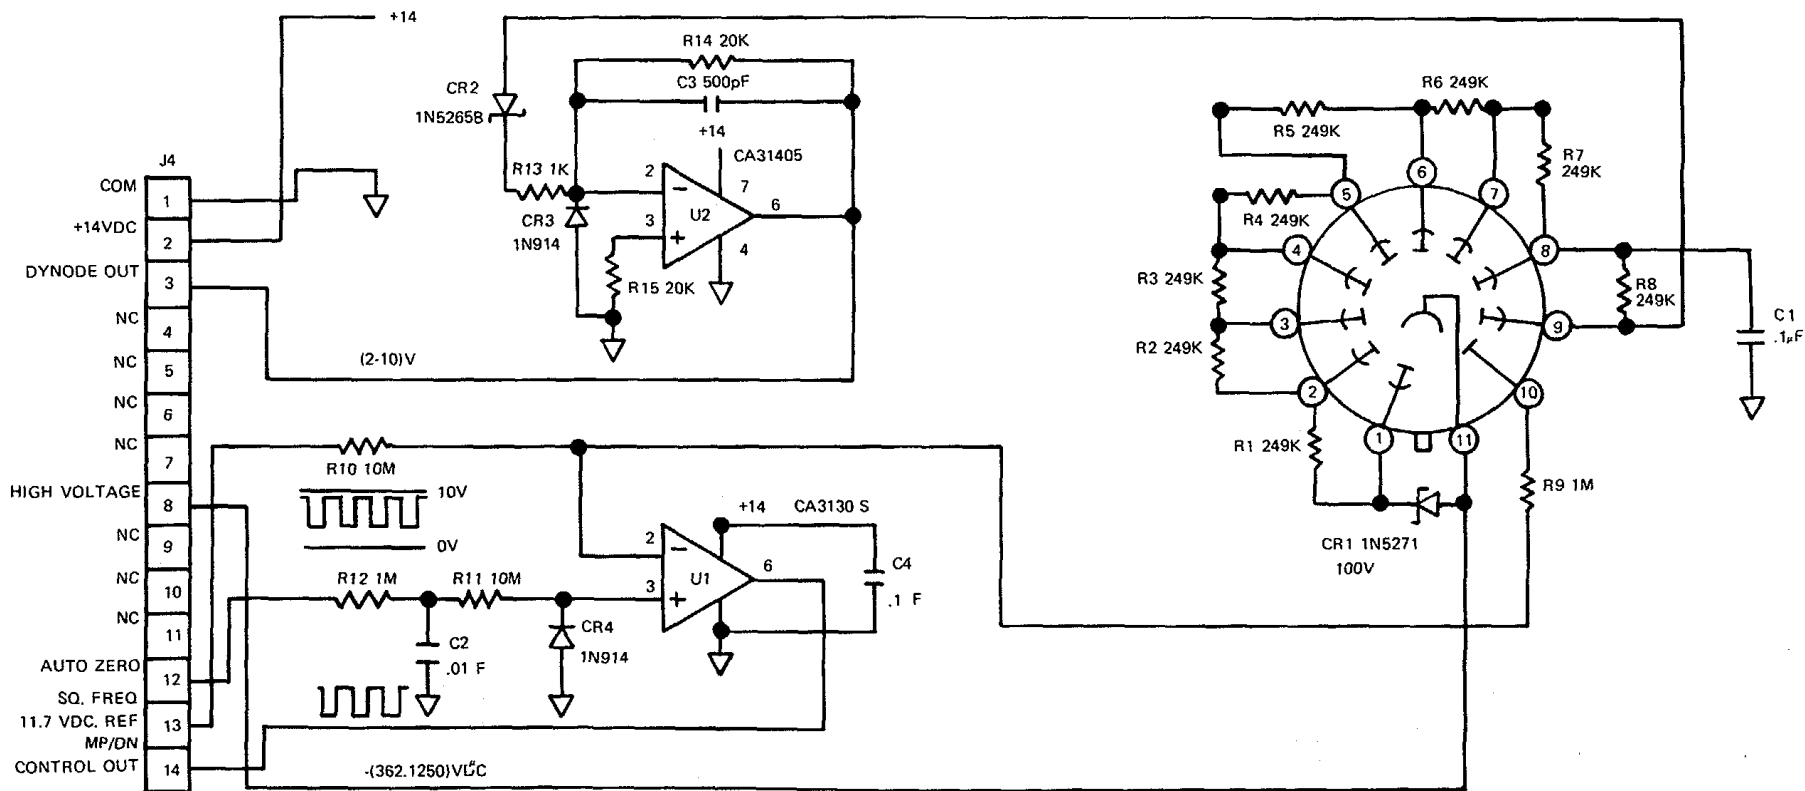 +14
R14 20K
C3 500pF
CR2
1N5265B
+14
CA31405
R13 1K
2
7
U2
6
3
4
CR3
1N914
R15 20K
J4
COM
1
+14VDC
2
DYNODE OUT
3
NC
4
NC
5
NC
6
NC
7
HIGH VOLTAGE
8
NC
9
NC
10
NC
11
AUTO ZERO
12
SQ. FREQ
11.7 VDC. REF
13
MP/DN
CONTROL OUT
14
(2-10)V
R10 10M
10V
0V
R12 1M
R11 10M
C2
.01 F
CR4
1N914
+14
CA3130 S
2
U1
6
3
C4
.1 F
R6 249K
R5 249K
R7
249K
R4 249K
R3 249K
R2 249K
R1 249K
R8
249K
C1
.1µF
5
6
7
4
8
3
9
2
10
1
11
R9 1M
CR1 1N5271
100V
-(362.1250)VDC